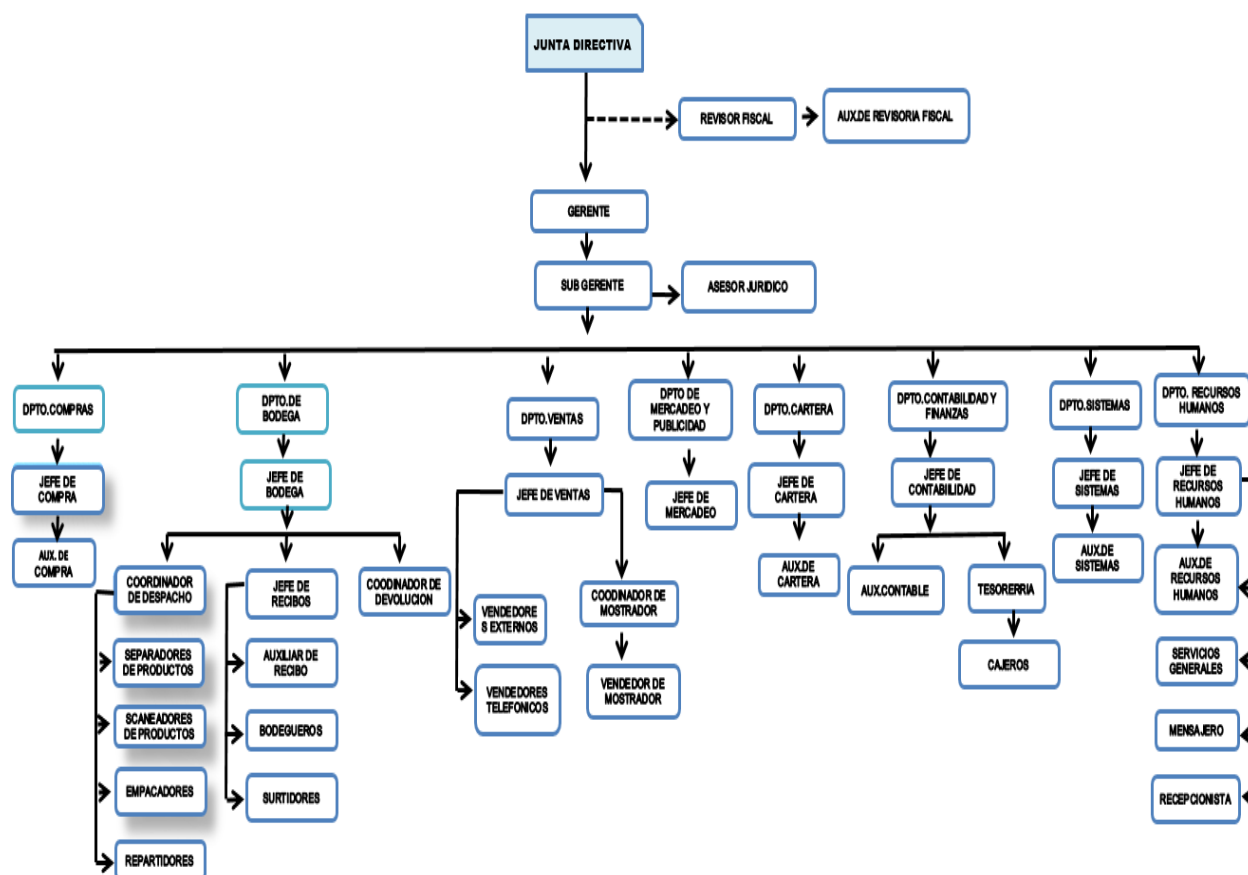 JUNTA DIRECTIVA
REVISOR FISCAL
AUX.DE REVISORIA FISCAL
GERENTE
SUB GERENTE
ASESOR JURIDICO
DPTO.COMPRAS
DPTO.DE
BODEGA
DPTO.VENTAS
DPTO DE
MERCADEO Y
PUBLICIDAD
DPTO.CARTERA
DPTO.CONTABILIDAD Y
FINANZAS
DPTO.SISTEMAS
DPTO. RECURSOS
HUMANOS
JEFE DE
COMPRA
JEFE DE
BODEGA
JEFE DE VENTAS
JEFE DE
MERCADEO
JEFE DE
CARTERA
JEFE DE
CONTABILIDAD
JEFE DE
SISTEMAS
JEFE DE
RECURSOS
HUMANOS
AUX. DE
COMPRA
COORDINADOR
DE DESPACHO
JEFE DE
RECIBOS
COODINADOR DE
DEVOLUCION
VENDEDORE
S EXTERNOS
COODINADOR DE
MOSTRADOR
AUX.DE
CARTERA
AUX.CONTABLE
TESORERRIA
AUX.DE
SISTEMAS
AUX.DE
RECURSOS
HUMANOS
SEPARADORES
DE PRODUCTOS
AUXILIAR DE
RECIBO
VENDEDORES
TELEFONICOS
VENDEDOR DE
MOSTRADOR
CAJEROS
SERVICIOS
GENERALES
SCANEADORES
DE PRODUCTOS
BODEGUEROS
MENSAJERO
EMPACADORES
SURTIDORES
RECEPCIONISTA
REPARTIDORES